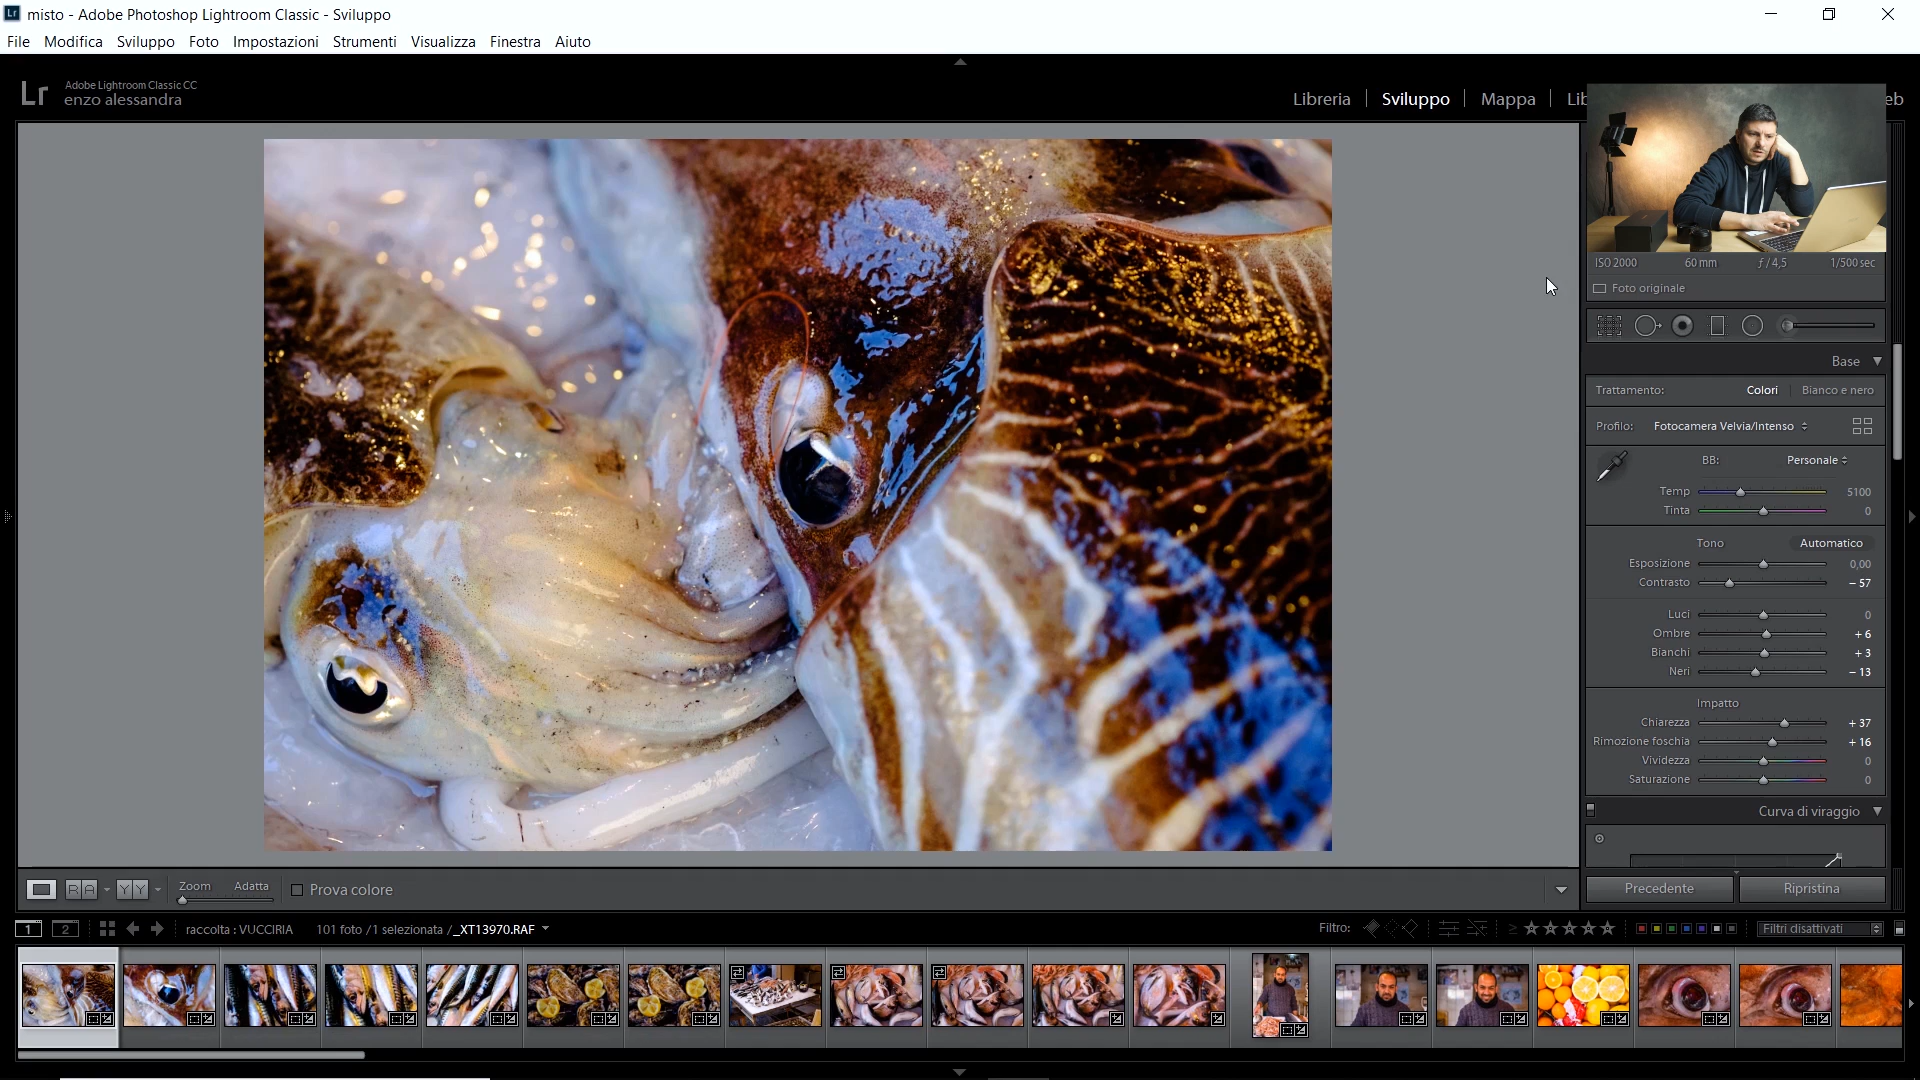 misto - Adobe Photoshop Lightroom Classic - Sviluppo
File Modifica Sviluppo Foto Impostazioni Strumenti Visualizza Finestra Aiuto
Lr Adobe Lightroom Classic CC
enzo alessandra
Libreria Sviluppo Mappa Lib eb
ISO 2000 60 mm ƒ / 4,5 1/500 sec
Foto originale
Base
Trattamento: Colori Bianco e nero
Profilo: Fotocamera Velvia/Intenso
BB: Personale
Temp 5100
Tinta 0
Tono Automatico
Esposizione 0,00
Contrasto – 57
Luci 0
Ombre + 6
Bianchi + 3
Neri – 13
Impatto
Chiarezza + 37
Rimozione foschia + 16
Vividezza 0
Saturazione 0
Curva di viraggio
Precedente Ripristina
R A Y Y Zoom Adatta Prova colore
1 2 raccolta : VUCCIRIA 101 foto /1 selezionata /_XT13970.RAF Filtro: ≥ Filtri disattivati